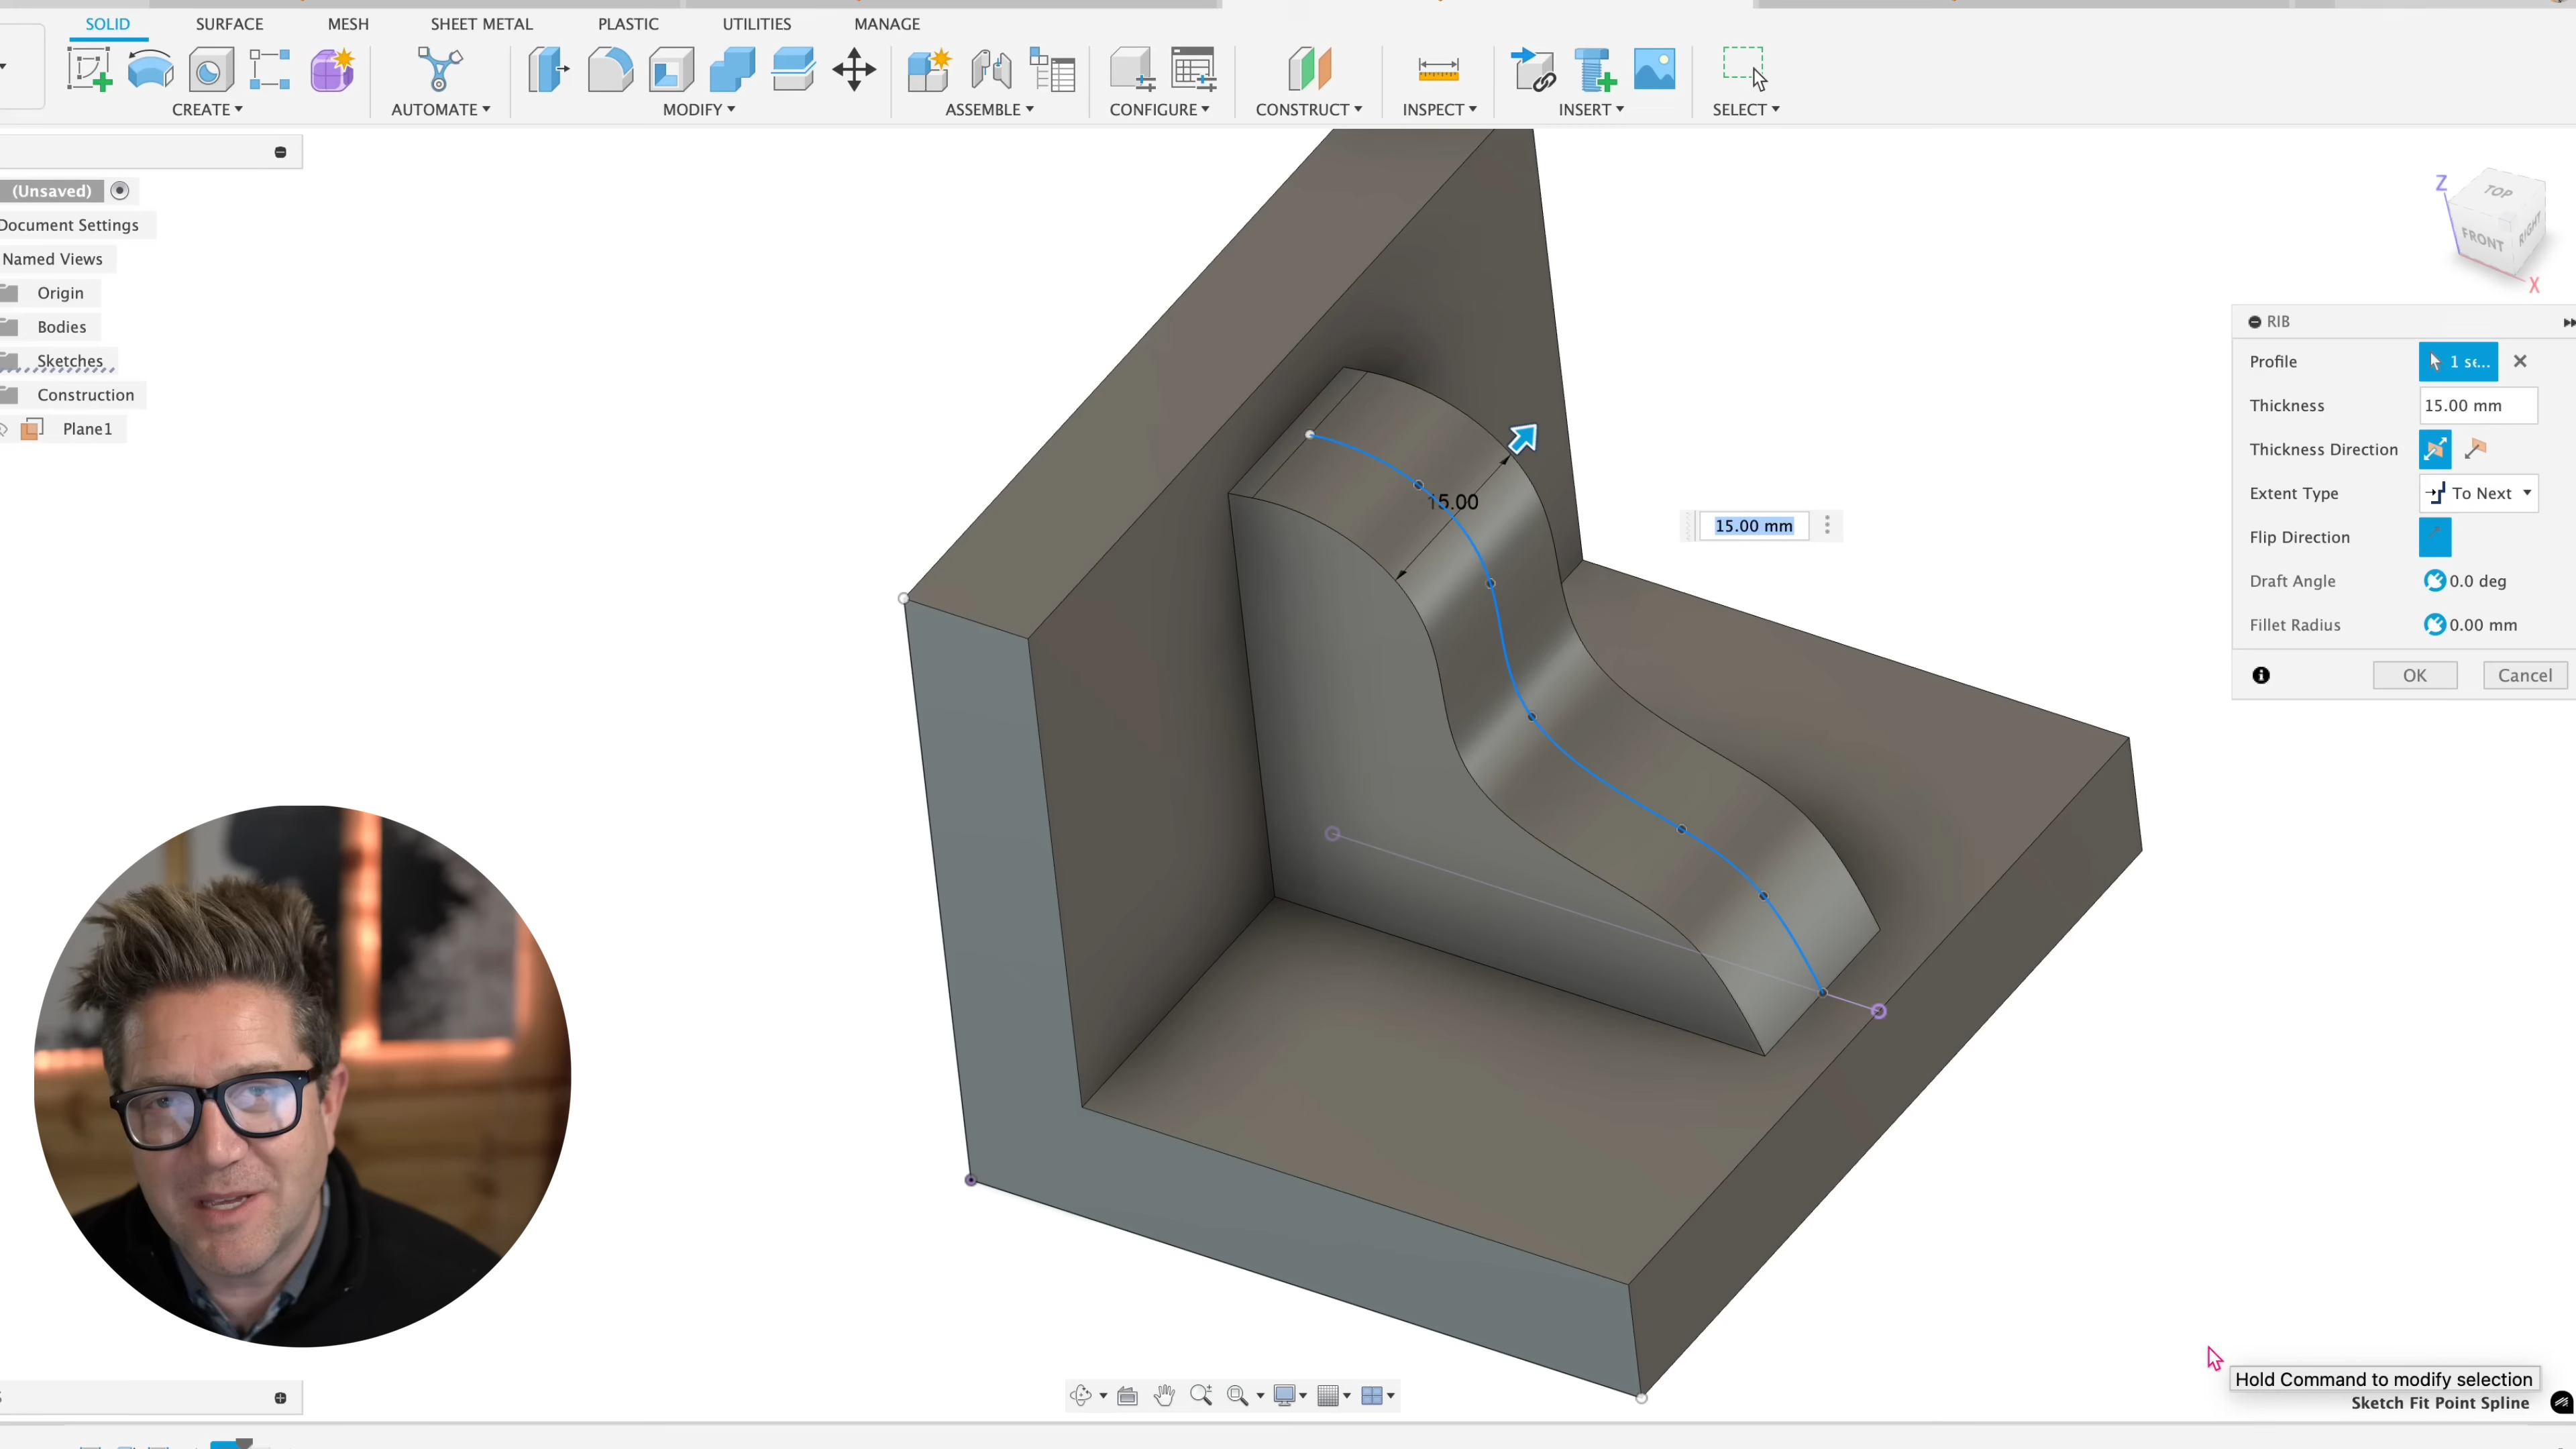 SOLID SURFACE MESH SHEET METAL PLASTIC UTILITIES MANAGE
CREATE AUTOMATE MODIFY ASSEMBLE CONFIGURE CONSTRUCT INSPECT INSERT SELECT
(Unsaved)
Document Settings
Named Views
Origin
Bodies
Sketches
Construction
Plane1
Z
TOP
FRONT
RIGHT
X
RIB
Profile 1 se...
Thickness 15.00 mm
Thickness Direction
Extent Type To Next
Flip Direction
Draft Angle 0.0 deg
Fillet Radius 0.00 mm
OK Cancel
15.00
15.00 mm
Hold Command to modify selection
Sketch Fit Point Spline